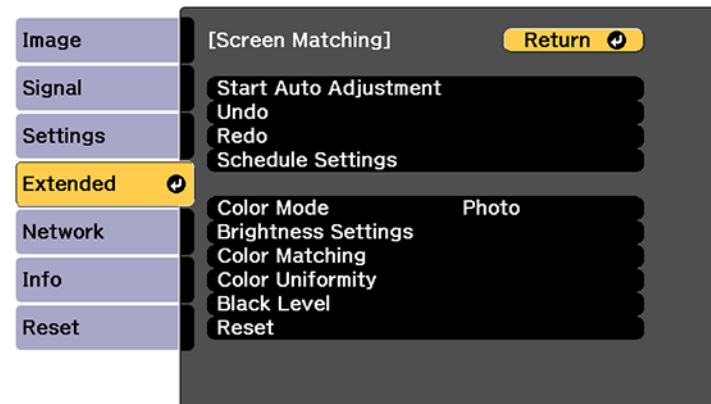 Image
Signal
Settings
Extended
Network
Info
Reset
[Screen Matching]
Return
Start Auto Adjustment
Undo
Redo
Schedule Settings
Color Mode Photo
Brightness Settings
Color Matching
Color Uniformity
Black Level
Reset